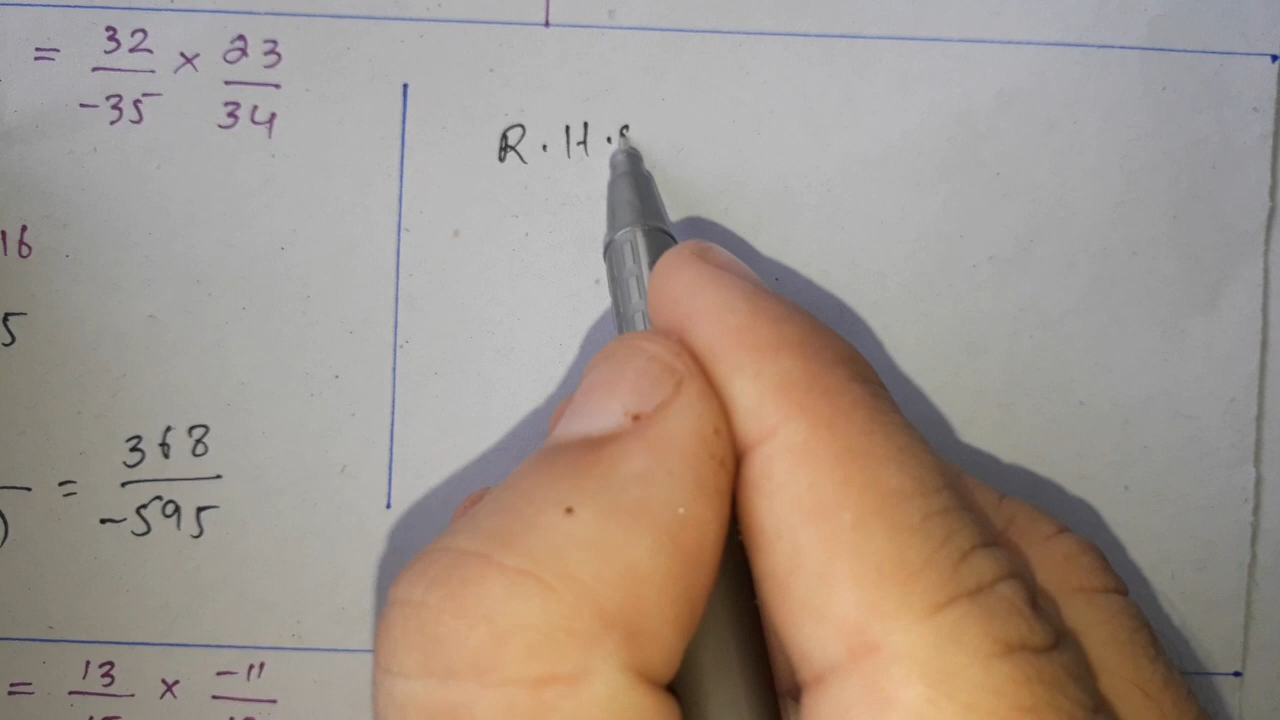 = 32/-35 × 23/34
R.H.
16
5
) = 368/-595
= 13/ × -11/